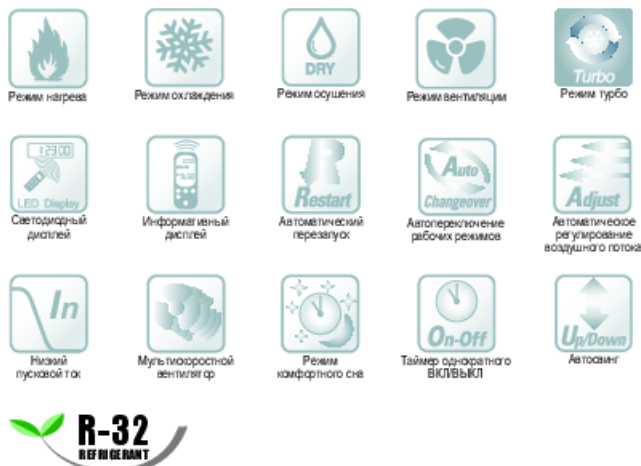 DRY
Turbo
Режим нагрева
Режим охлаждения
Режим осушения
Режим вентиляции
Режим турбо
LED Display
Restart
Auto
Changeover
Adjust
Светодиодный
дисплей
Информативный
дисплей
Автоматический
перезапуск
Автопереключение
рабочих режимов
Автоматическое
регулирование
воздушного потока
In
On-Off
Up/Down
Низкий
пусковой ток
Мультискоростной
вентилятор
Режим
комфортного сна
Таймер однократного
ВКЛ/ВЫКЛ
Автосвинг
R-32
REFRIGERANT